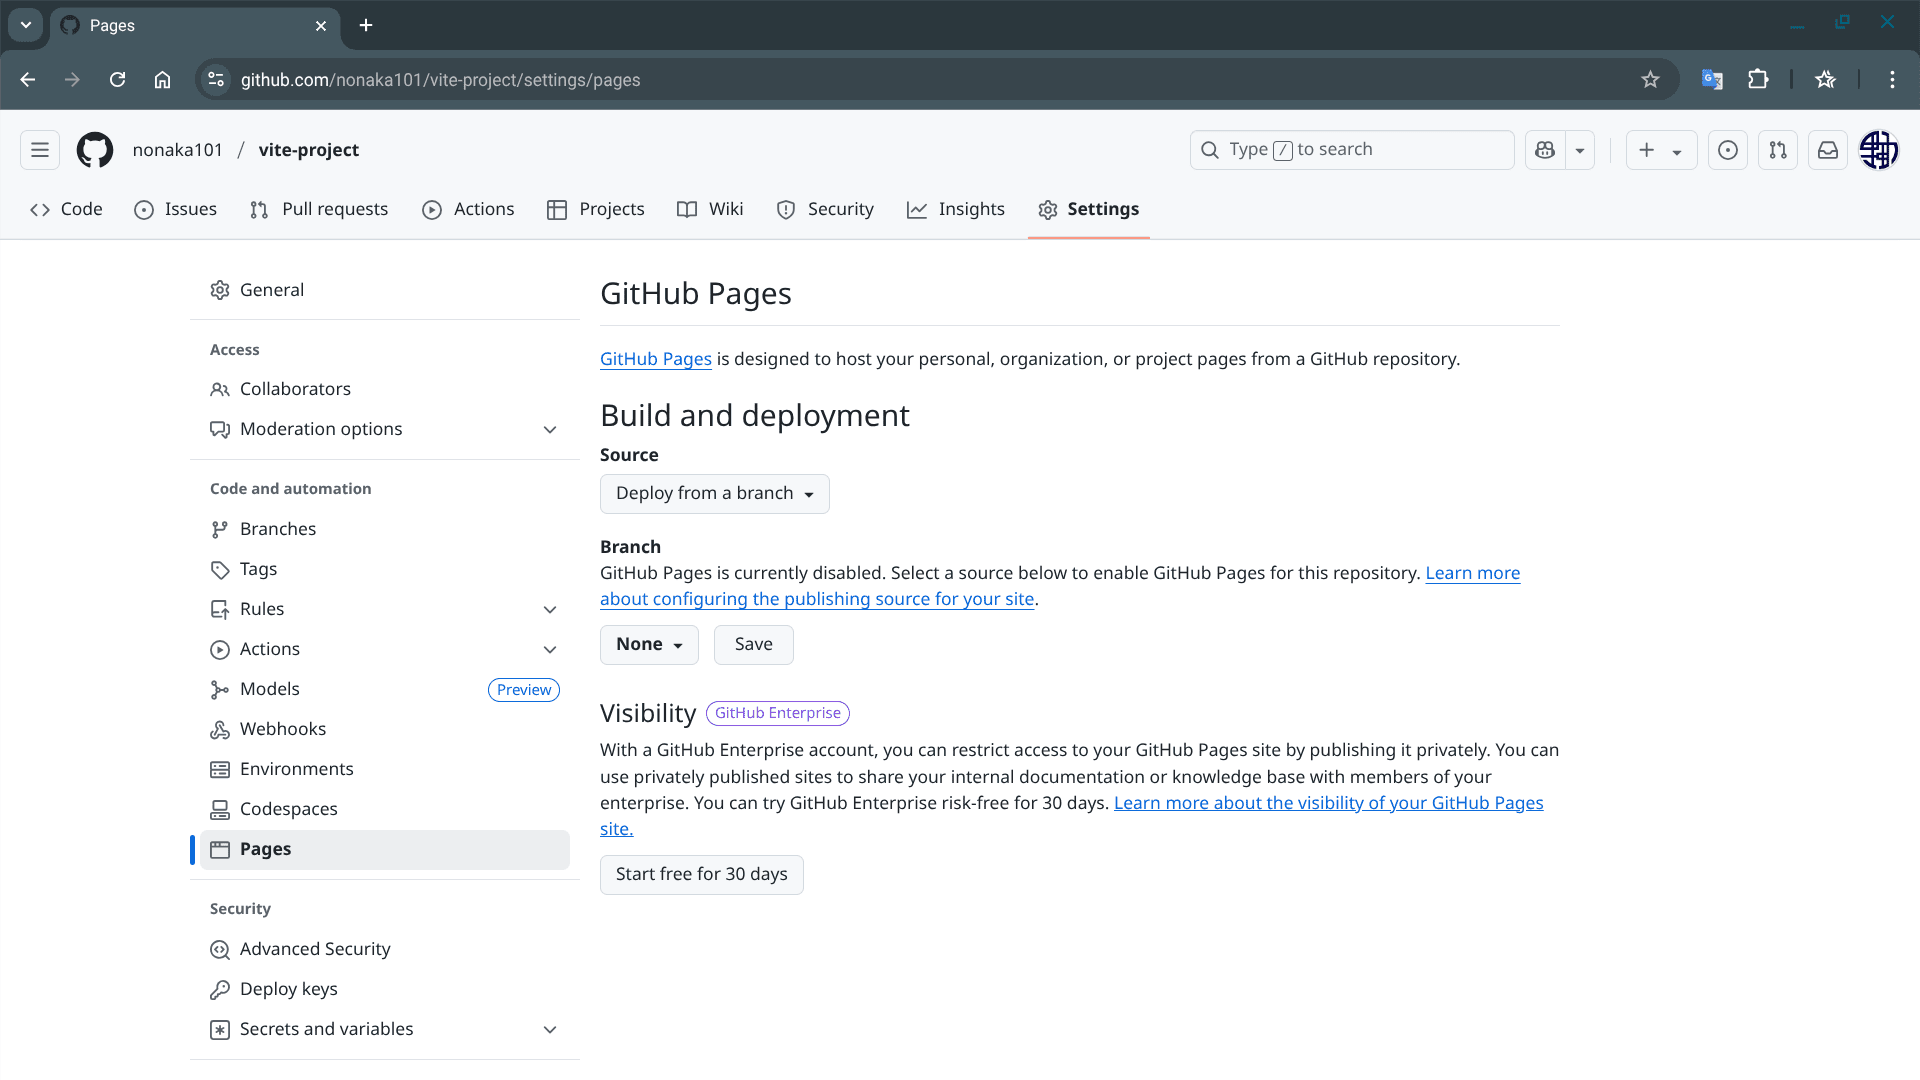 Pages
github.com/nonaka101/vite-project/settings/pages
nonaka101 / vite-project
Type / to search
Code Issues Pull requests Actions Projects Wiki Security Insights Settings
General
Access
Collaborators
Moderation options
Code and automation
Branches
Tags
Rules
Actions
Models Preview
Webhooks
Environments
Codespaces
Pages
Security
Advanced Security
Deploy keys
Secrets and variables
GitHub Pages
GitHub Pages is designed to host your personal, organization, or project pages from a GitHub repository.
Build and deployment
Source
Deploy from a branch
Branch
GitHub Pages is currently disabled. Select a source below to enable GitHub Pages for this repository. Learn more
about configuring the publishing source for your site.
None Save
Visibility GitHub Enterprise
With a GitHub Enterprise account, you can restrict access to your GitHub Pages site by publishing it privately. You can
use privately published sites to share your internal documentation or knowledge base with members of your
enterprise. You can try GitHub Enterprise risk-free for 30 days. Learn more about the visibility of your GitHub Pages
site.
Start free for 30 days